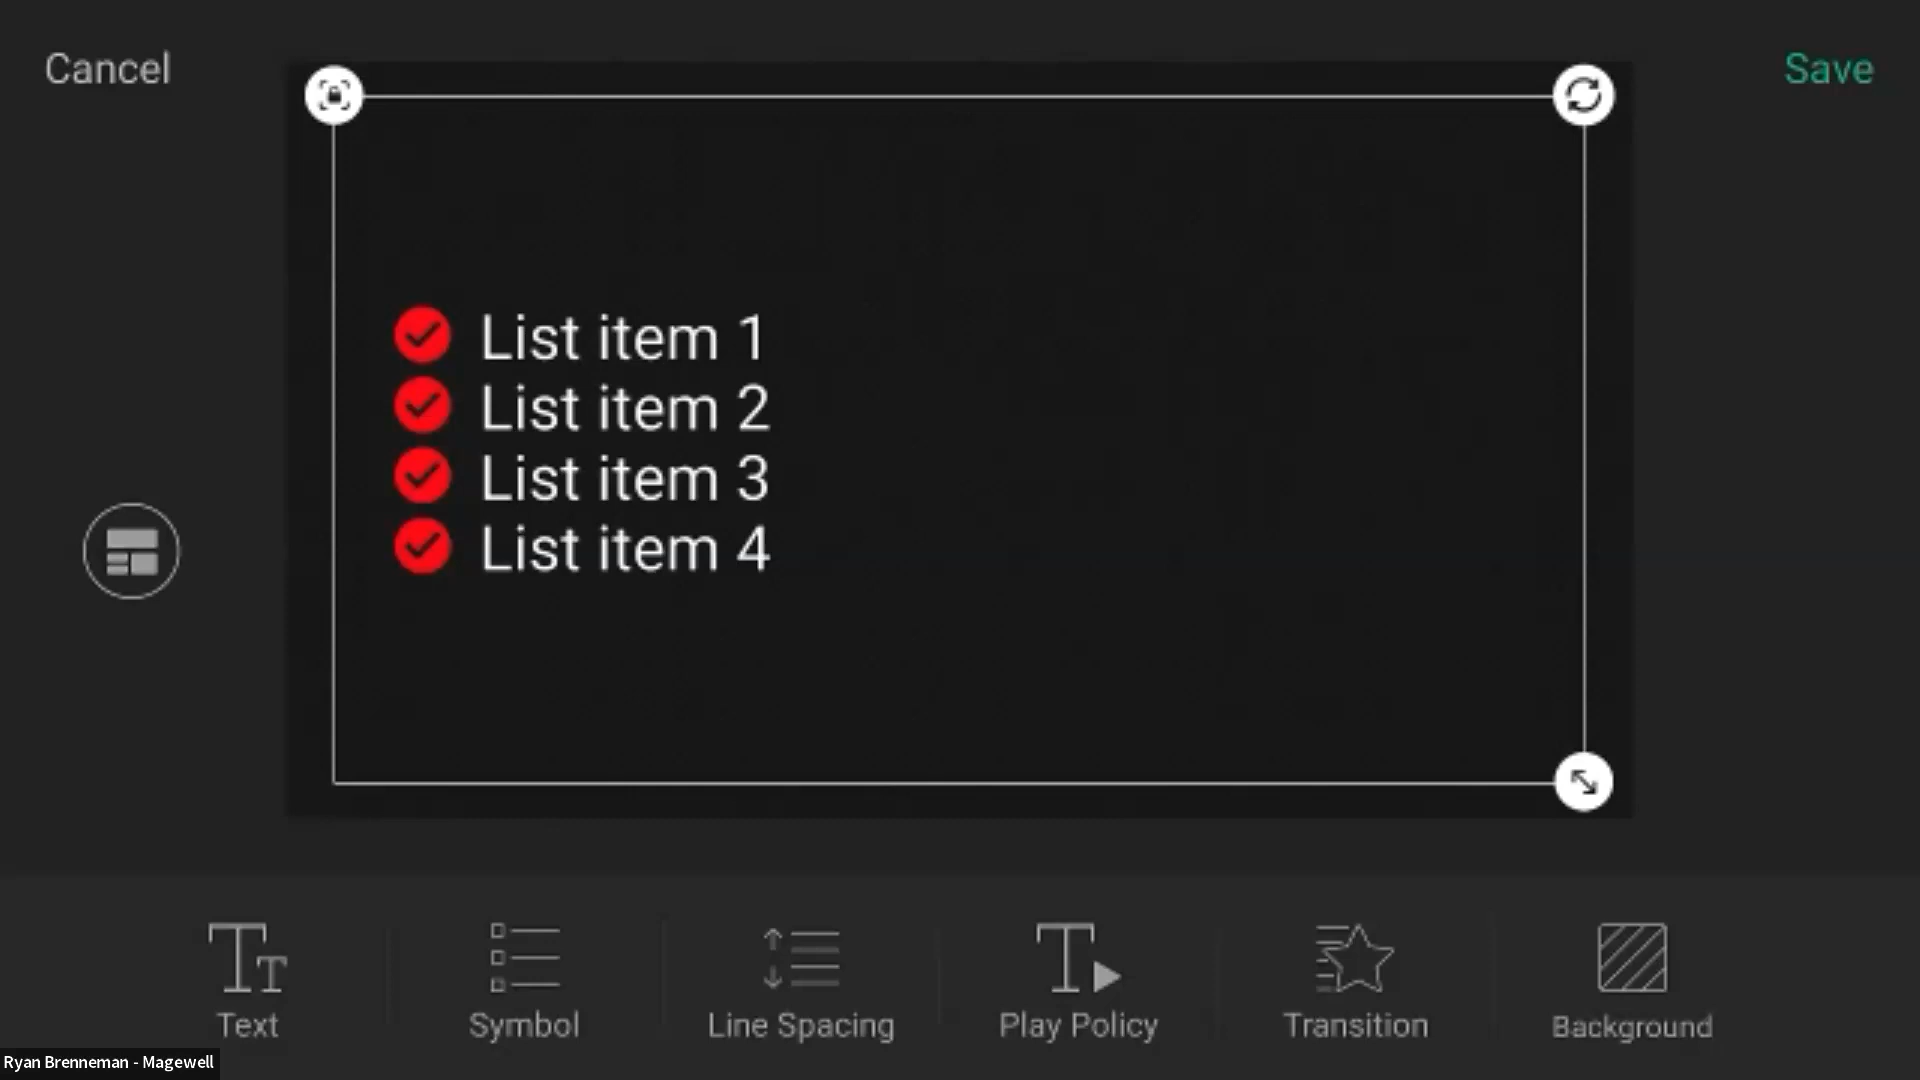 Cancel
Save
List item 1
List item 2
List item 3
List item 4
Text
Symbol
Line Spacing
Play Policy
Transition
Background
Ryan Brenneman - Magewell